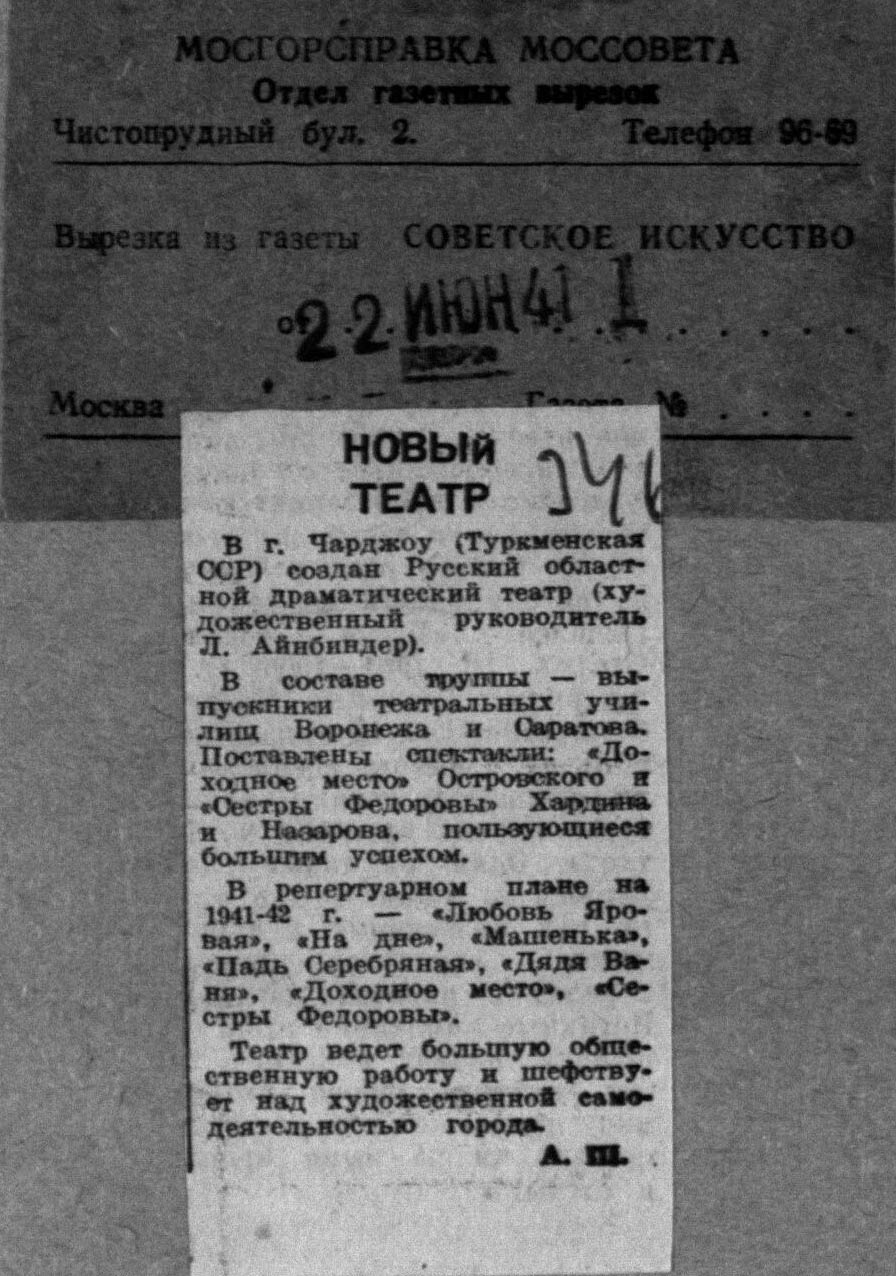 МОСГОРСПРАВКА МОССОВЕТА
Отдел газетных вырезок
Чистопрудный бул. 2. Телефон 96-69
Вырезка из газеты СОВЕТСКОЕ ИСКУССТВО
от 22 ИЮН 41
Москва Газета № . . . .
НОВЫЙ
ТЕАТР
В г. Чарджоу (Туркменская
ССР) создан Русский област-
ной драматический театр (ху-
дожественный руководитель
Л. Айнбиндер).
В составе труппы — вы-
пускники театральных учи-
лищ Воронежа и Саратова.
Поставлены спектакли: «До-
ходное место» Островского и
«Сестры Федоровы» Хардина
и Назарова, пользующиеся
большим успехом.
В репертуарном плане на
1941-42 г. — «Любовь Яро-
вая», «На дне», «Машенька»,
«Падь Серебряная», «Дядя Ва-
ня», «Доходное место», «Се-
стры Федоровы».
Театр ведет большую обще-
ственную работу и шефству-
ет над художественной само-
деятельностью города.
А. Ш.